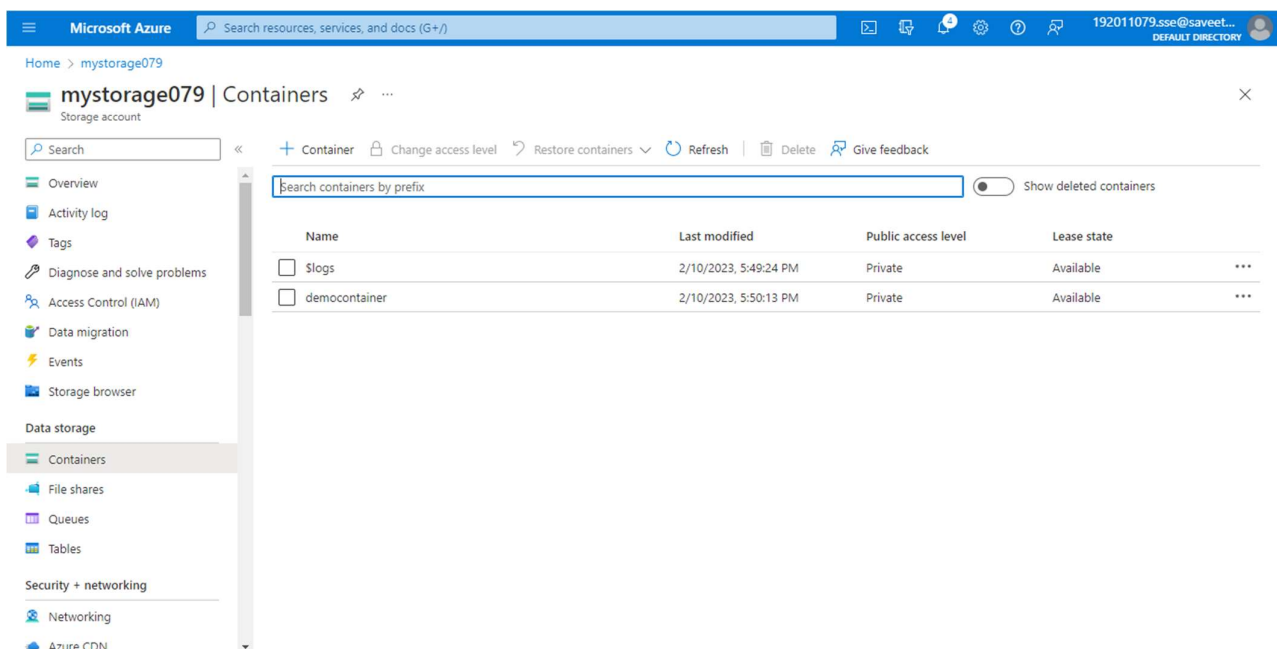 Microsoft Azure
Search resources, services, and docs (G+/)
4
192011079.sse@saveet...
DEFAULT DIRECTORY
Home > mystorage079
mystorage079 | Containers
Storage account
Search
+ Container
Change access level
Restore containers
Refresh
Delete
Give feedback
Search containers by prefix
Show deleted containers
Overview
Activity log
Tags
Diagnose and solve problems
Access Control (IAM)
Data migration
Events
Storage browser
Data storage
Containers
File shares
Queues
Tables
Security + networking
Networking
Azure CDN
Name Last modified Public access level Lease state
$logs 2/10/2023, 5:49:24 PM Private Available
democontainer 2/10/2023, 5:50:13 PM Private Available